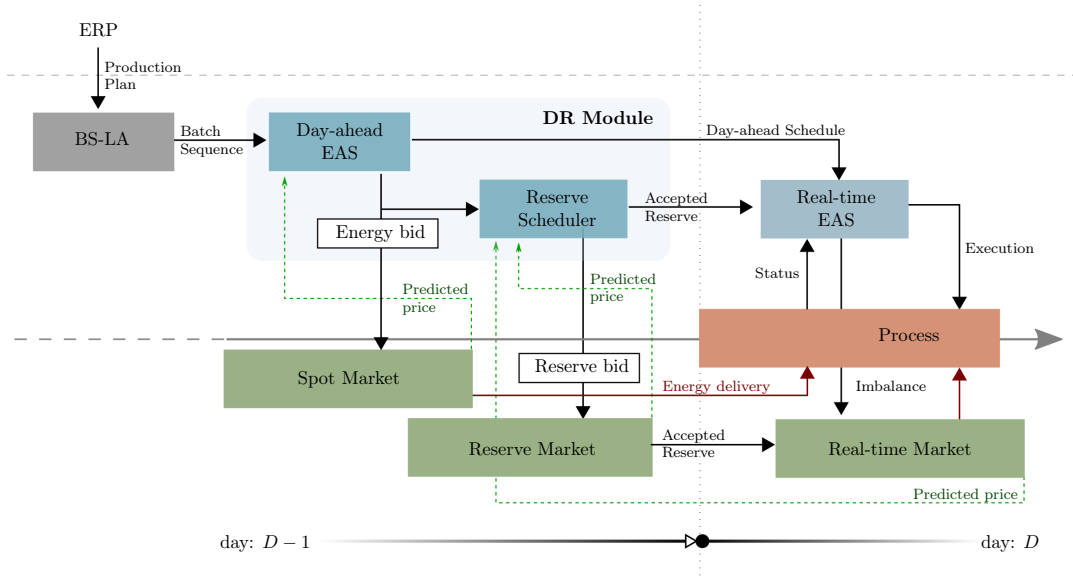 ERP
Production
Plan
BS-LA
Batch
Sequence
Day-ahead
EAS
DR Module
Day-ahead Schedule
Reserve
Scheduler
Accepted
Reserve
Real-time
EAS
Energy bid
Execution
Status
Predicted
price
Predicted
price
Process
Spot Market
Reserve bid
Energy delivery
Imbalance
Reserve Market
Accepted
Reserve
Real-time Market
Predicted price
day: D − 1
day: D